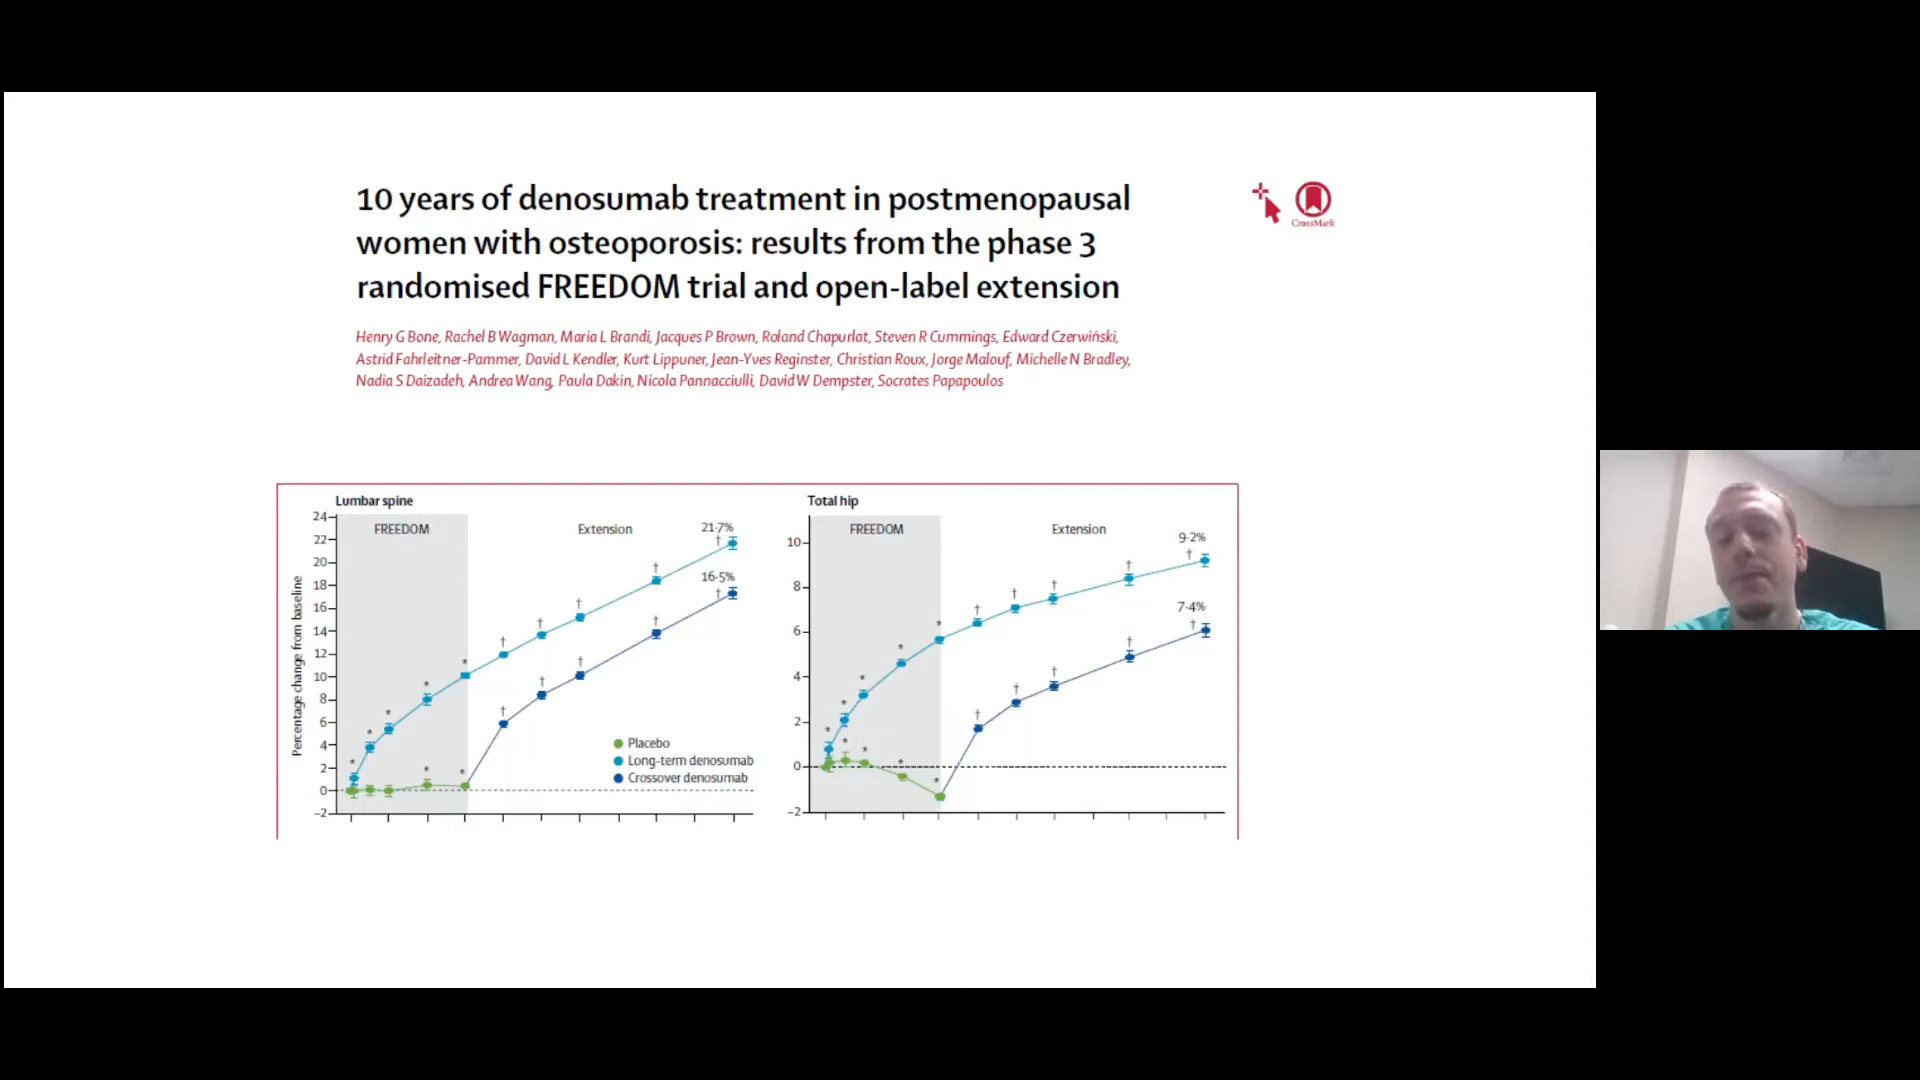 10 years of denosumab treatment in postmenopausal
women with osteoporosis: results from the phase 3
randomised FREEDOM trial and open-label extension
CrossMark
Henry G Bone, Rachel B Wagman, Maria L Brandi, Jacques P Brown, Roland Chapurlat, Steven R Cummings, Edward Czerwiński,
Astrid Fahrleitner-Pammer, David L Kendler, Kurt Lippuner, Jean-Yves Reginster, Christian Roux, Jorge Malouf, Michelle N Bradley,
Nadia S Daizadeh, Andrea Wang, Paula Dakin, Nicola Pannacciulli, David W Dempster, Socrates Papapoulos
Lumbar spine
Percentage change from baseline
24
22
20
18
16
14
12
10
8
6
4
2
0
−2
FREEDOM
Extension
21·7%
16·5%
Placebo
Long-term denosumab
Crossover denosumab
Total hip
10
8
6
4
2
0
−2
FREEDOM
Extension
9·2%
7·4%